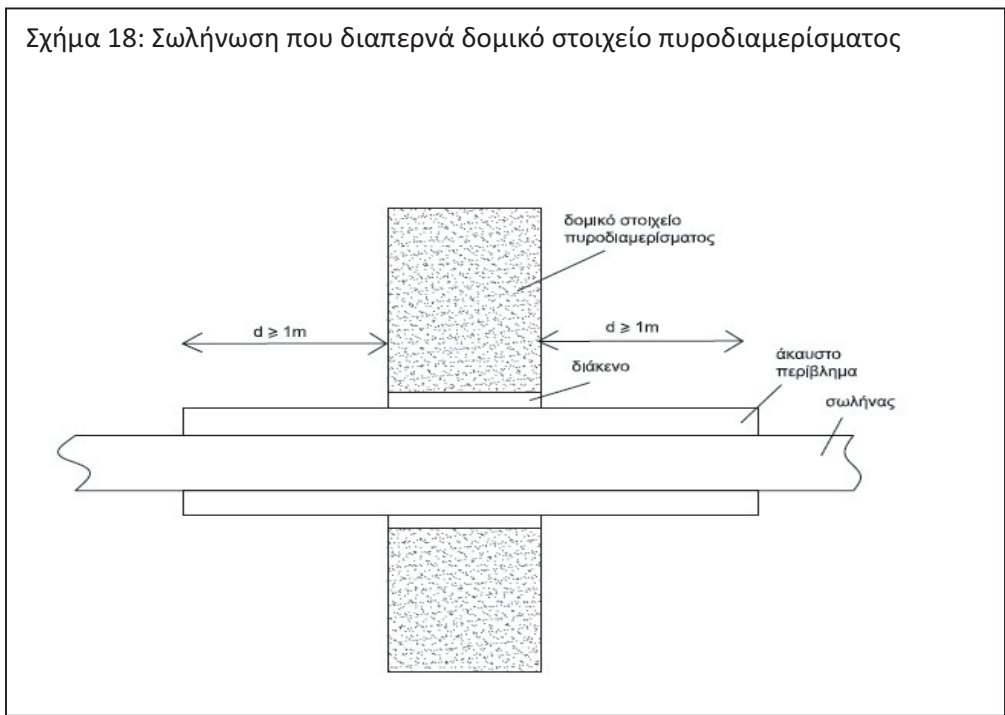 Σχήμα 18: Σωλήνωση που διαπερνά δομικό στοιχείο πυροδιαμερίσματος
δομικό στοιχείο
πυροδιαμερίσματος
d ≥ 1m
d ≥ 1m
διάκενο
άκαυστο
περίβλημα
σωλήνας